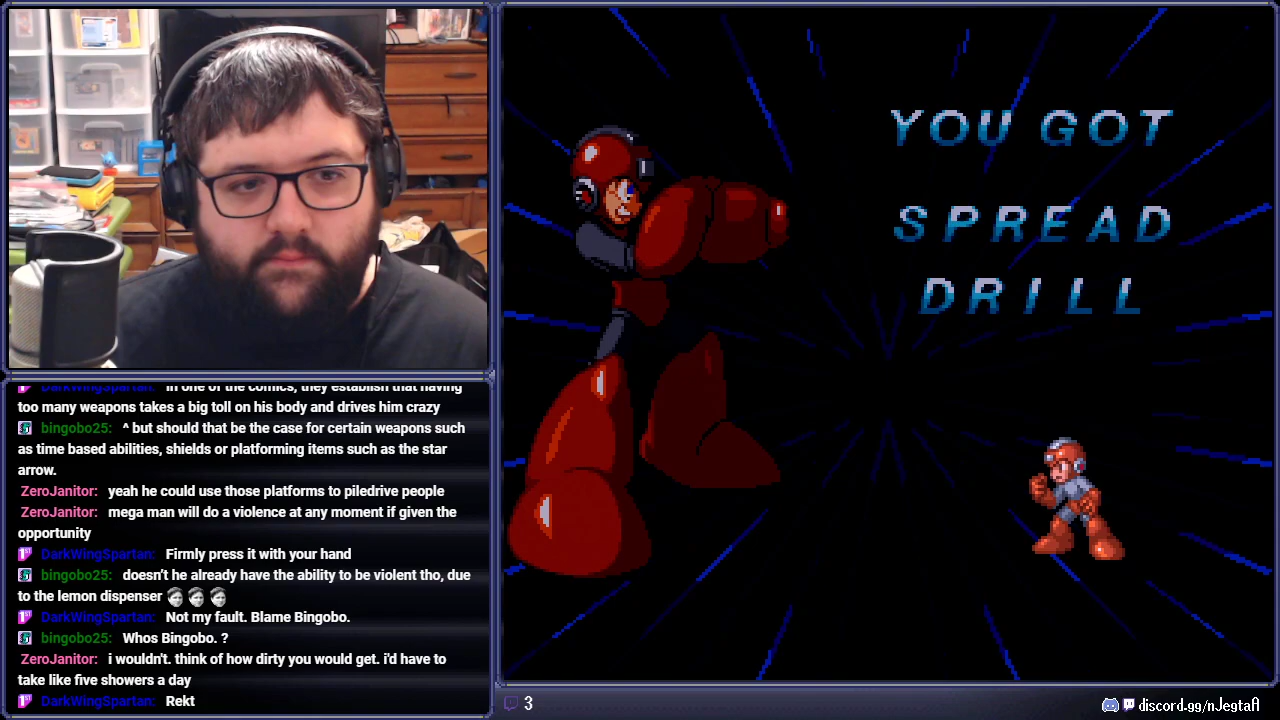 YOU GOT
SPREAD
DRILL
DarkWingSpartan: In one of the comics, they establish that having
too many weapons takes a big toll on his body and drives him crazy
bingobo25: ^ but should that be the case for certain weapons such
as time based abilities, shields or platforming items such as the star
arrow.
ZeroJanitor: yeah he could use those platforms to piledrive people
ZeroJanitor: mega man will do a violence at any moment if given the
opportunity
DarkWingSpartan: Firmly press it with your hand
bingobo25: doesn't he already have the ability to be violent tho, due
to the lemon dispenser
DarkWingSpartan: Not my fault. Blame Bingobo.
bingobo25: Whos Bingobo. ?
ZeroJanitor: i wouldn't. think of how dirty you would get. i'd have to
take like five showers a day
DarkWingSpartan: Rekt
3
discord.gg/nJegtaA